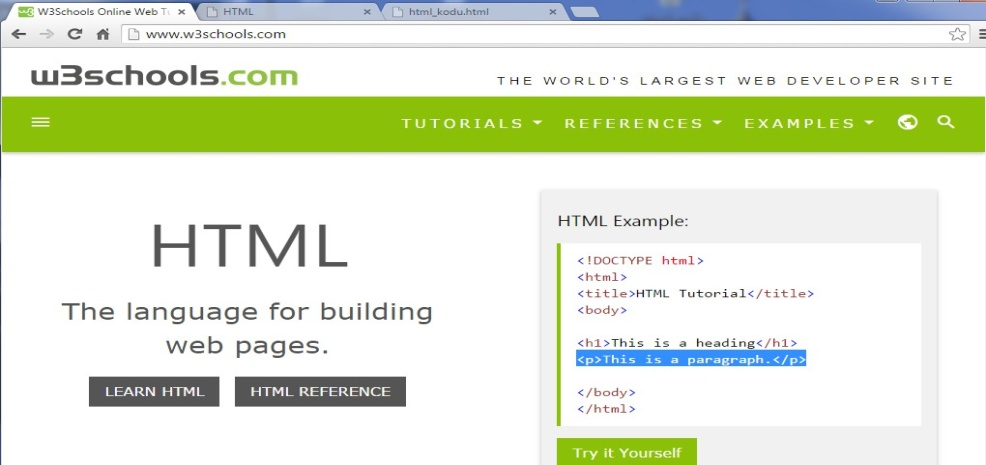 W3Schools Online Web Tu
HTML
html_kodu.html
www.w3schools.com
w3schools.com
THE WORLD'S LARGEST WEB DEVELOPER SITE
TUTORIALS REFERENCES EXAMPLES
HTML
The language for building
web pages.
LEARN HTML HTML REFERENCE
HTML Example:
<!DOCTYPE html>
<html>
<title>HTML Tutorial</title>
<body>
<h1>This is a heading</h1>
<p>This is a paragraph.</p>
</body>
</html>
Try it Yourself